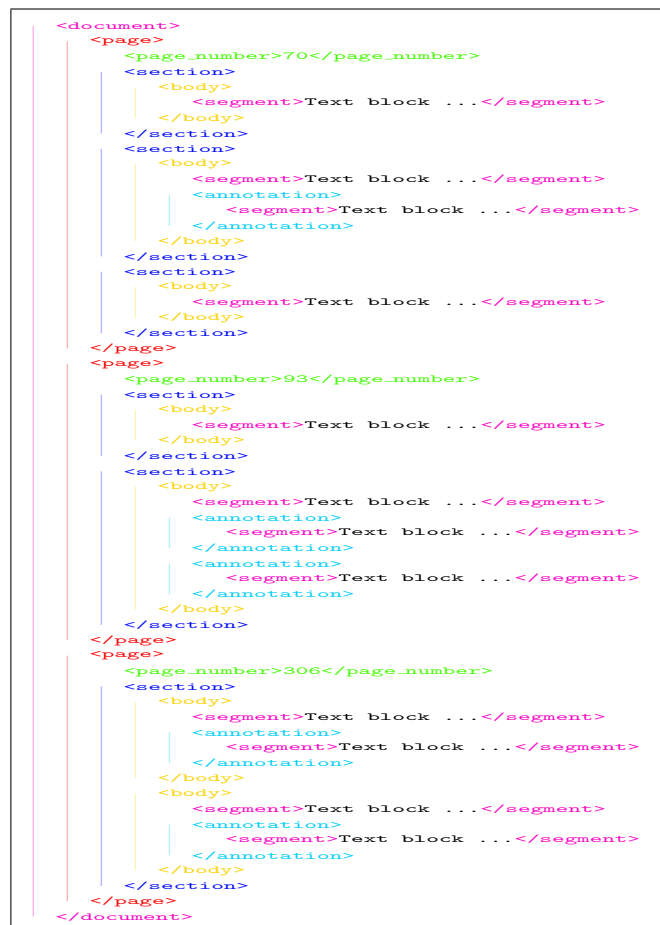 <document>
<page>
<page_number>70</page_number>
<section>
<body>
<segment>Text block ...</segment>
</body>
</section>
<section>
<body>
<segment>Text block ...</segment>
<annotation>
<segment>Text block ...</segment>
</annotation>
</body>
</section>
<section>
<body>
<segment>Text block ...</segment>
</body>
</section>
</page>
<page>
<page_number>93</page_number>
<section>
<body>
<segment>Text block ...</segment>
</body>
</section>
<section>
<body>
<segment>Text block ...</segment>
<annotation>
<segment>Text block ...</segment>
</annotation>
<annotation>
<segment>Text block ...</segment>
</annotation>
</body>
</section>
</page>
<page>
<page_number>306</page_number>
<section>
<body>
<segment>Text block ...</segment>
<annotation>
<segment>Text block ...</segment>
</annotation>
</body>
<body>
<segment>Text block ...</segment>
<annotation>
<segment>Text block ...</segment>
</annotation>
</body>
</section>
</page>
</document>